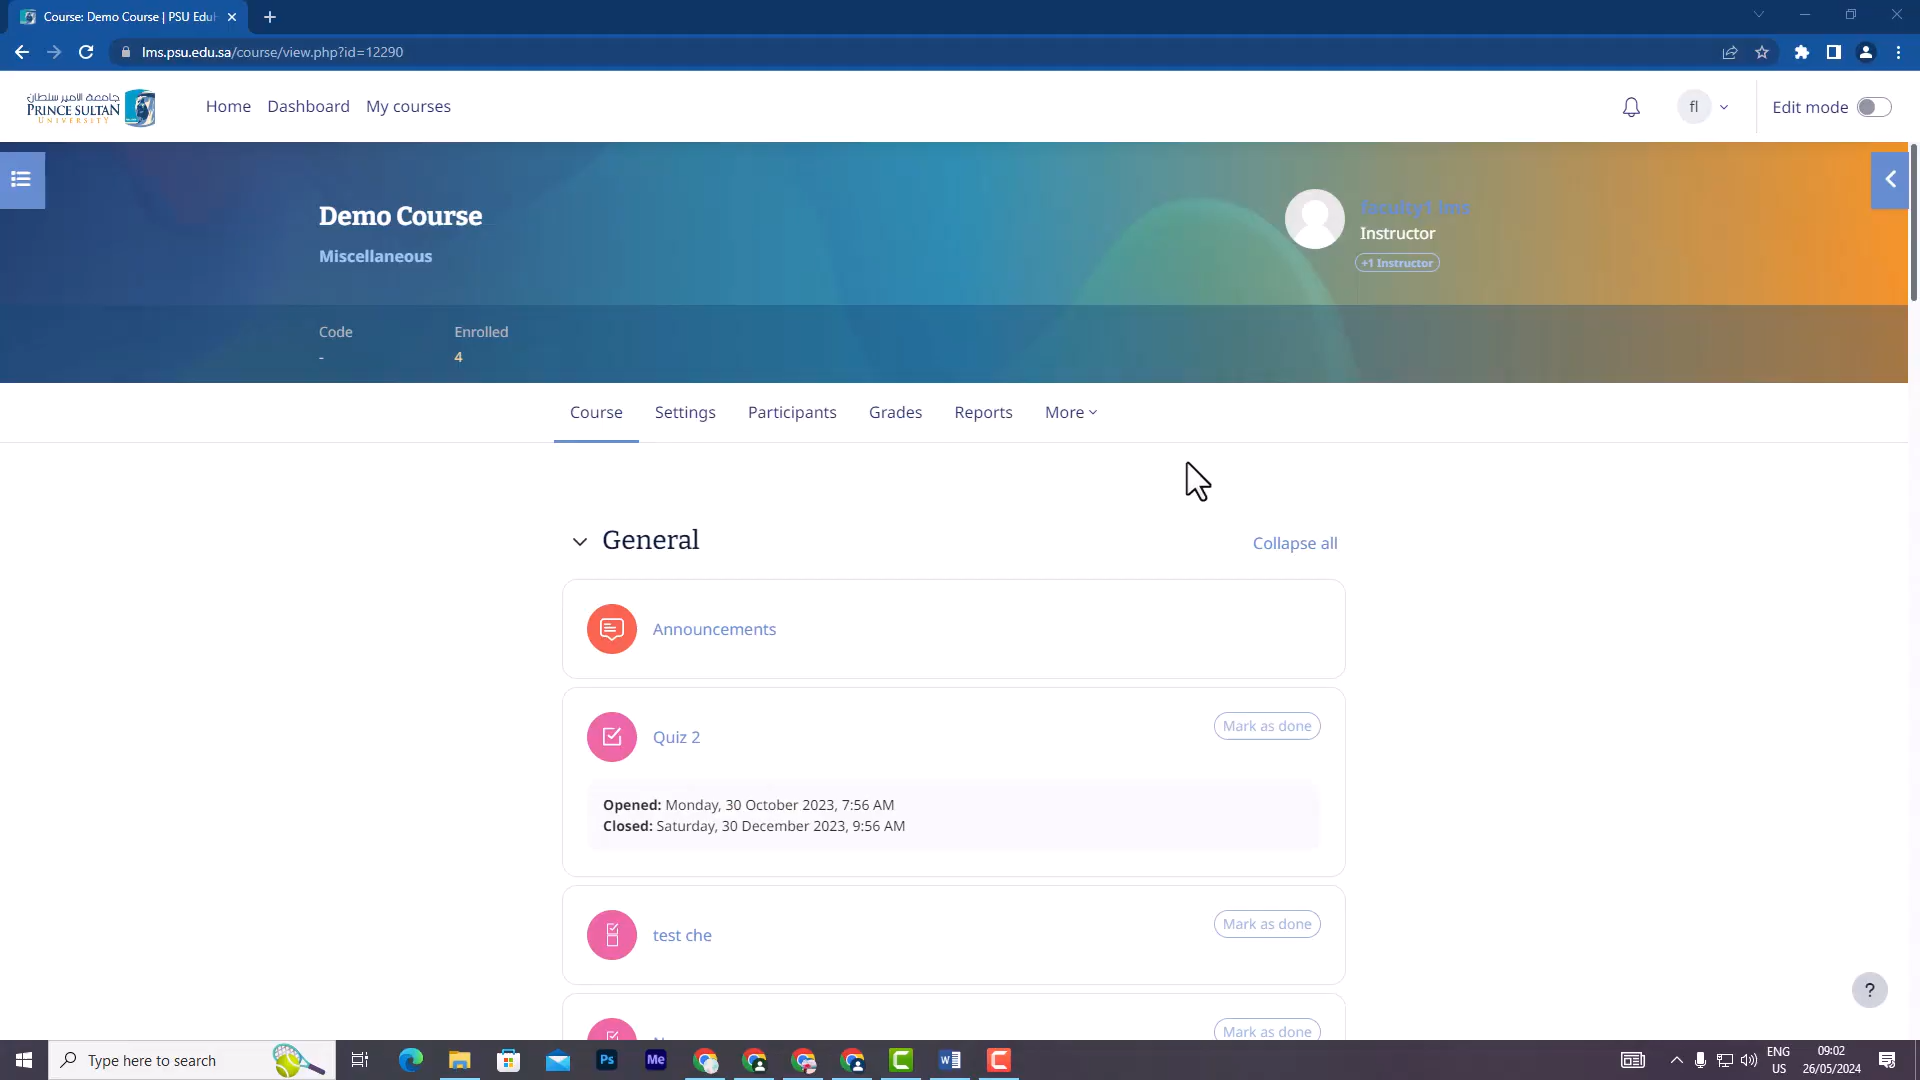 Course: Demo Course | PSU Edu
lms.psu.edu.sa/course/view.php?id=12290
جامعة الأمير سلطان
PRINCE SULTAN
UNIVERSITY
Home
Dashboard
My courses
fl
Edit mode
Demo Course
Miscellaneous
faculty1 lms
Instructor
+1 Instructor
Code
Enrolled
-
4
Course
Settings
Participants
Grades
Reports
More
General
Collapse all
Announcements
Quiz 2
Mark as done
Opened: Monday, 30 October 2023, 7:56 AM
Closed: Saturday, 30 December 2023, 9:56 AM
test che
Mark as done
Mark as done
?
Type here to search
Ps
Me
W
ENG
US
09:02
26/05/2024